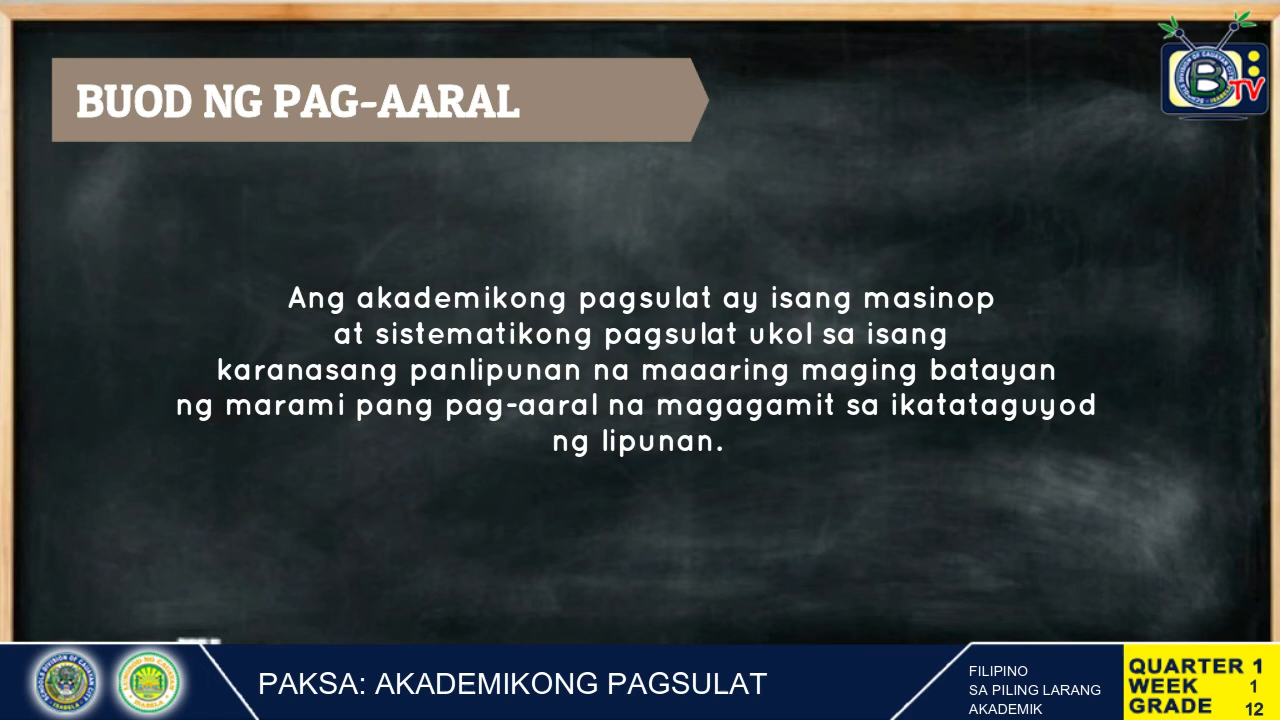 BUOD NG PAG-AARAL
B
TV
Ang akademikong pagsulat ay isang masinop
at sistematikong pagsulat ukol sa isang
karanasang panlipunan na maaaring maging batayan
ng marami pang pag-aaral na magagamit sa ikatataguyod
ng lipunan.
PAKSA: AKADEMIKONG PAGSULAT
FILIPINO
SA PILING LARANG
AKADEMIK
QUARTER 1
WEEK 1
GRADE 12